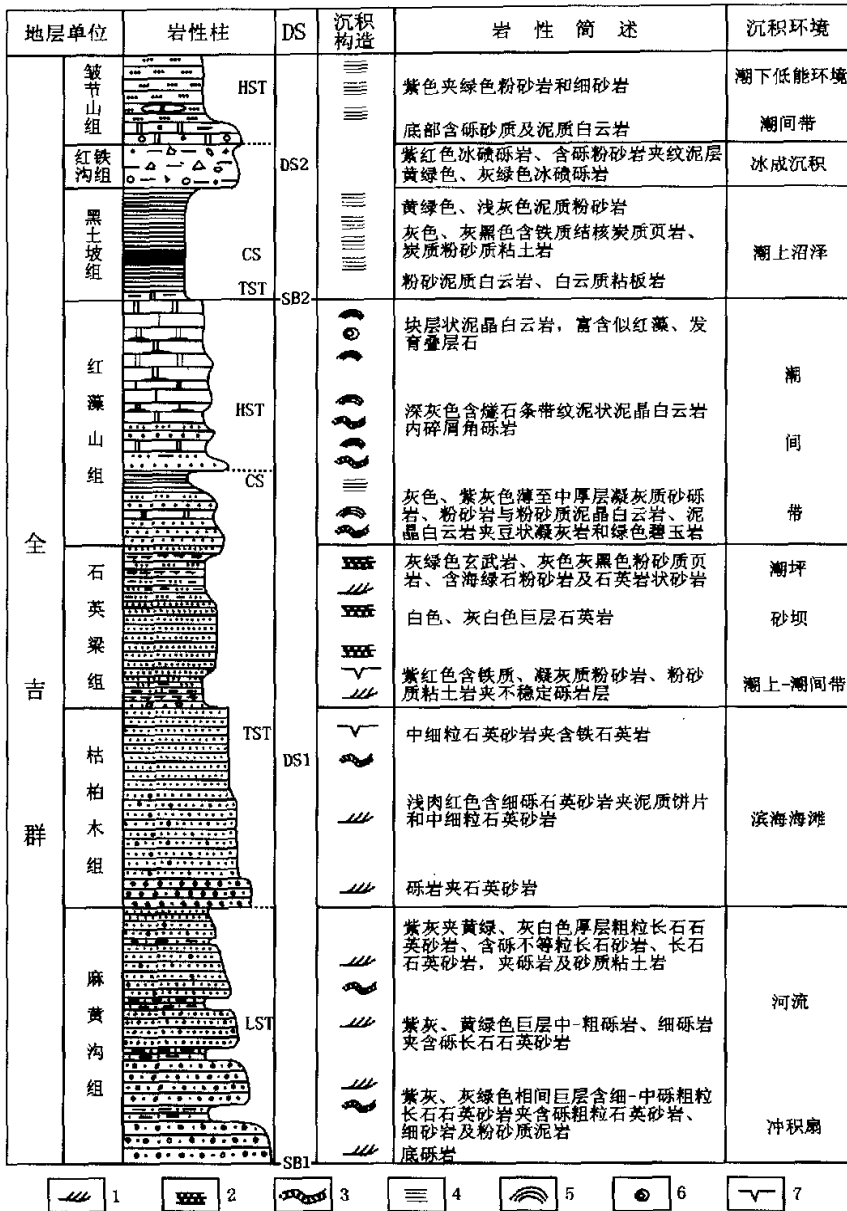 地层单位 岩性柱 DS 沉积构造 岩 性 简 述 沉积环境
全吉群
皱节山组
HST
紫色夹绿色粉砂岩和细砂岩
潮下低能环境
底部含砾砂质及泥质白云岩
潮间带
红铁沟组
DS2
紫红色冰碛砾岩、含砾粉砂岩夹纹泥层
黄绿色、灰绿色冰碛砾岩
冰成沉积
黑土坡组
黄绿色、浅灰色泥质粉砂岩
灰色、灰黑色含铁质结核炭质页岩、
炭质粉砂质粘土岩
CS
潮上沼泽
TST
粉砂泥质白云岩、白云质粘板岩
SB2
红藻山组
块层状泥晶白云岩，富含似红藻、发
育叠层石
HST
深灰色含燧石条带纹泥状泥晶白云岩
内碎屑角砾岩
潮间带
CS
灰色、紫灰色薄至中厚层凝灰质砂砾
岩、粉砂岩与粉砂质泥晶白云岩、泥
晶白云岩夹豆状凝灰岩和绿色碧玉岩
石英梁组
灰绿色玄武岩、灰色灰黑色粉砂质页
岩、含海绿石粉砂岩及石英岩状砂岩
潮坪
白色、灰白色巨层石英岩
砂坝
紫红色含铁质、凝灰质粉砂岩、粉砂
质粘土岩夹不稳定砾岩层
潮上-潮间带
枯柏木组
TST
DS1
中细粒石英砂岩夹含铁石英岩
浅肉红色含细砾石英砂岩夹泥质饼片
和中细粒石英砂岩
滨海海滩
砾岩夹石英砂岩
麻黄沟组
紫灰夹黄绿、灰白色厚层粗粒长石石
英砂岩、含砾不等粒长石砂岩、长石
石英砂岩，夹砾岩及砂质粘土岩
河流
LST
紫灰、黄绿色巨层中-粗砾岩、细砾岩
夹含砾长石石英砂岩
紫灰、灰绿色相间巨层含细-中砾粗粒
长石石英砂岩夹含砾粗粒石英砂岩、
细砂岩及粉砂质泥岩
冲积扇
底砾岩
SB1
1 2 3 4 5 6 7